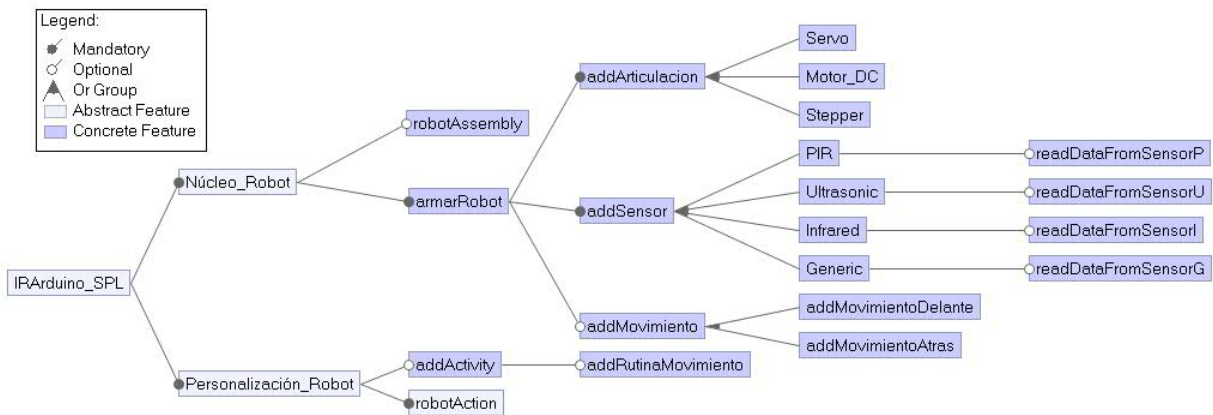 Legend:
Mandatory
Optional
Or Group
Abstract Feature
Concrete Feature
IRArduino_SPL
Núcleo_Robot
Personalización_Robot
robotAssembly
armarRobot
addActivity
robotAction
addArticulacion
addSensor
addMovimiento
addRutinaMovimiento
Servo
Motor_DC
Stepper
PIR
Ultrasonic
Infrared
Generic
addMovimientoDelante
addMovimientoAtras
readDataFromSensorP
readDataFromSensorU
readDataFromSensorI
readDataFromSensorG